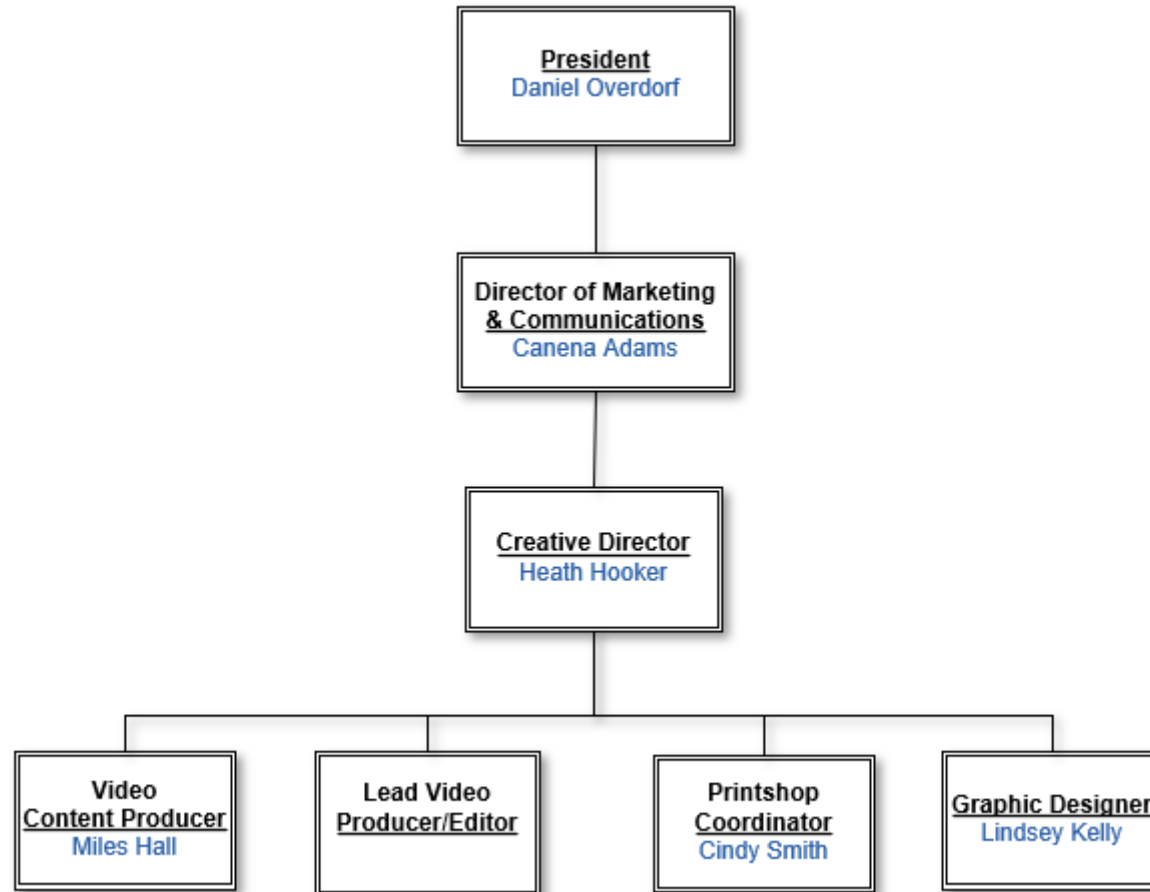 President
Daniel Overdorf
Director of Marketing
& Communications
Canena Adams
Creative Director
Heath Hooker
Video
Content Producer
Miles Hall
Lead Video
Producer/Editor
Printshop
Coordinator
Cindy Smith
Graphic Designer
Lindsey Kelly